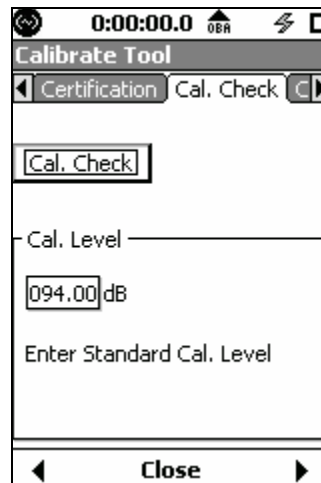 0:00:00.0 OBA
Calibrate Tool
Certification Cal. Check C
Cal. Check
Cal. Level
094.00 dB
Enter Standard Cal. Level
Close